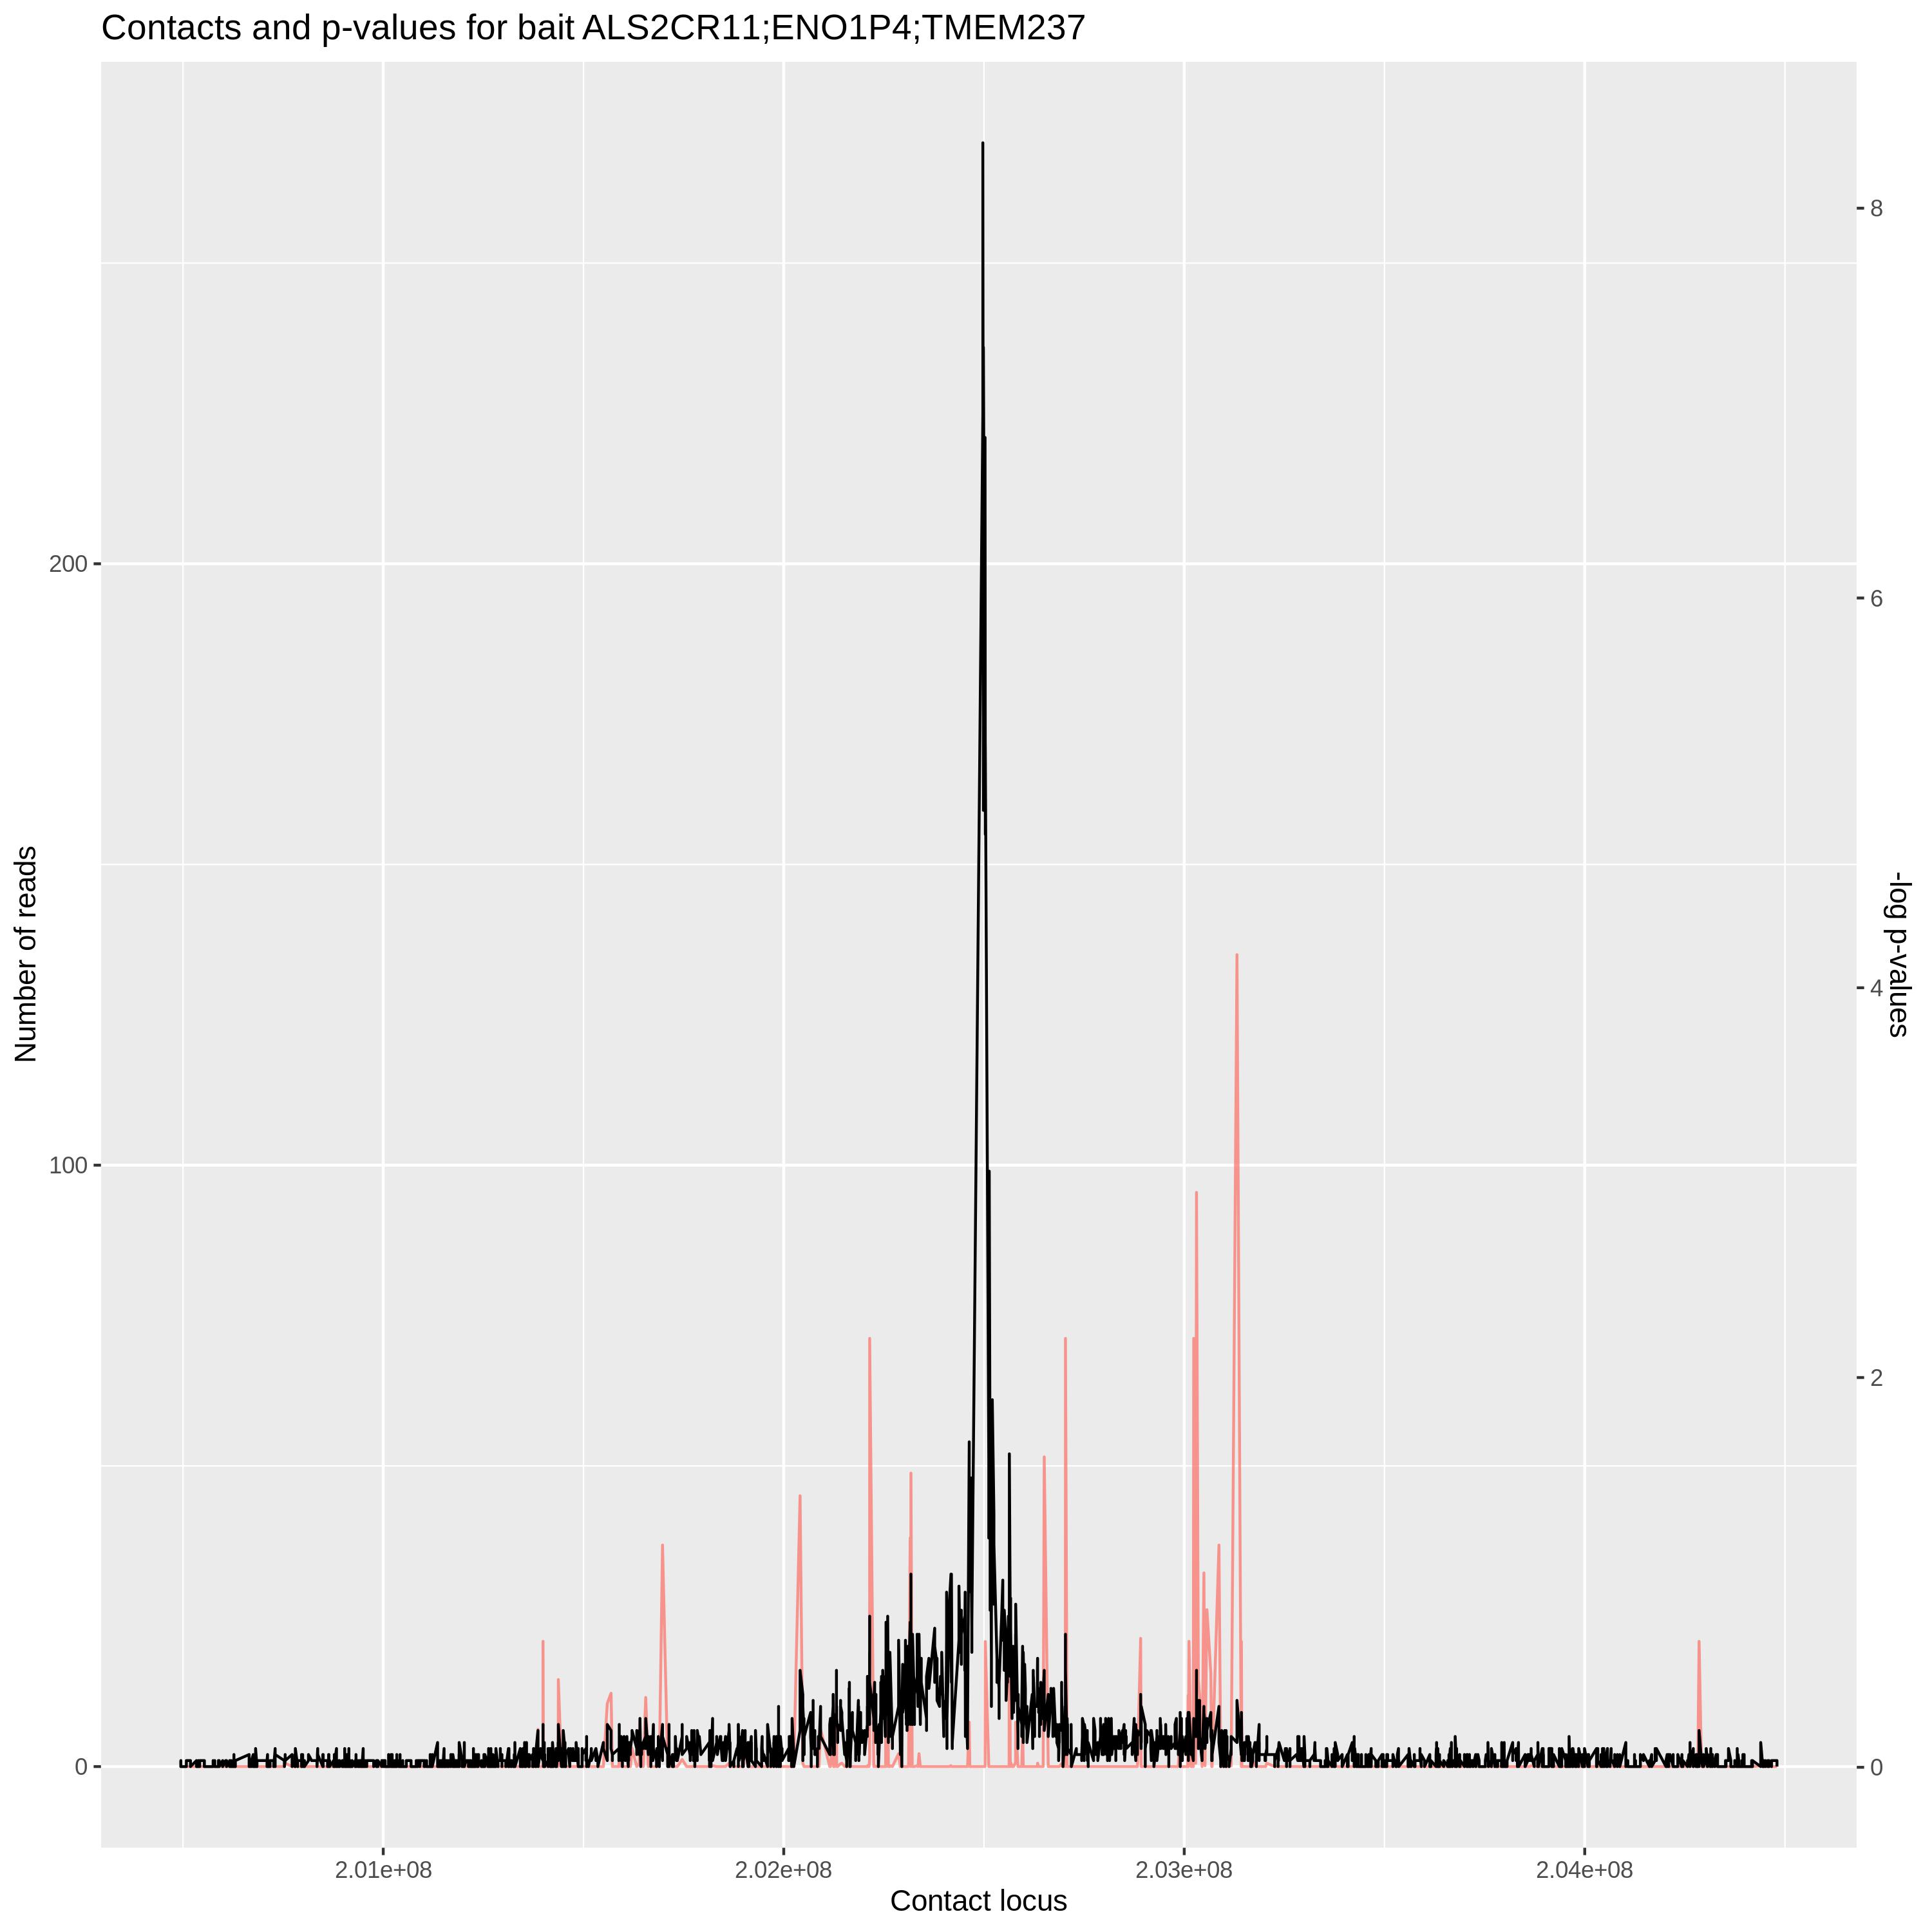 Contacts and p-values for bait ALS2CR11;ENO1P4;TMEM237
Number of reads
200
100
0
8
6
4
2
0
-log p-values
2.01e+08
2.02e+08
2.03e+08
2.04e+08
Contact locus